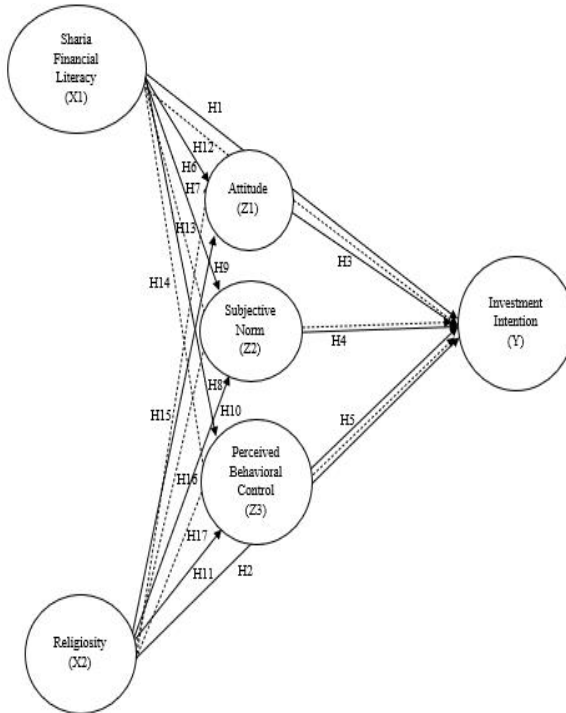 Sharia
Financial
Literacy
(X1)
H1
H12
H6
H7
Attitude
(Z1)
H13
H3
H9
H14
Subjective
Norm
(Z2)
Investment
Intention
(Y)
H4
H8
H10
H15
H5
Perceived
Behavioral
Control
(Z3)
H16
H17
H11
H2
Religiosity
(X2)